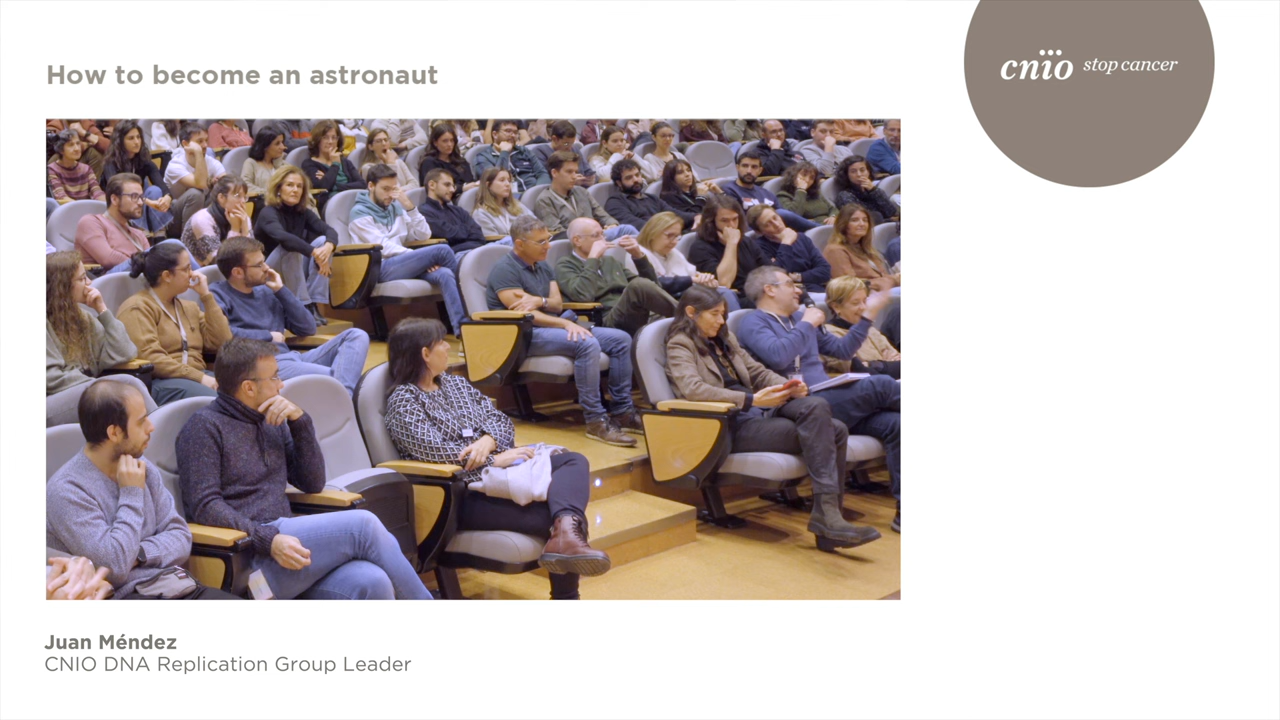 How to become an astronaut
cnio stop cancer
Juan Méndez
CNIO DNA Replication Group Leader